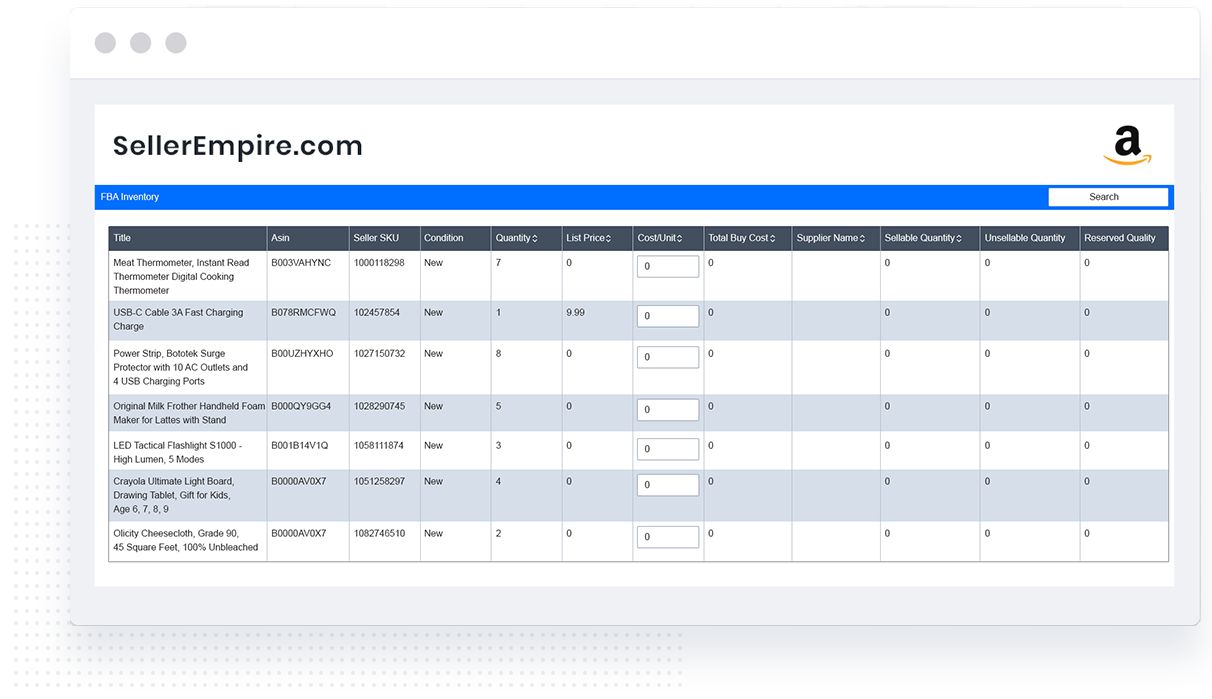 SellerEmpire.com
a
FBA Inventory Search
Title Asin Seller SKU Condition Quantity List Price Cost/Unit Total Buy Cost Supplier Name Sellable Quantity Unsellable Quantity Reserved Quality
Meat Thermometer, Instant Read B003VAHYNC 1000118298 New 7 0 0 0 0 0 0
Thermometer Digital Cooking
Thermometer
USB-C Cable 3A Fast Charging B078RMCFWQ 102457854 New 1 9.99 0 0 0 0 0
Charge
Power Strip, Bototek Surge B00UZHYXHO 1027150732 New 8 0 0 0 0 0 0
Protector with 10 AC Outlets and
4 USB Charging Ports
Original Milk Frother Handheld Foam B000QY9GG4 1028290745 New 5 0 0 0 0 0 0
Maker for Lattes with Stand
LED Tactical Flashlight S1000 - B001B14V1Q 1058111874 New 3 0 0 0 0 0 0
High Lumen, 5 Modes
Crayola Ultimate Light Board, B0000AV0X7 1051258297 New 4 0 0 0 0 0 0
Drawing Tablet, Gift for Kids,
Age 6, 7, 8, 9
Olicity Cheesecloth, Grade 90, B0000AV0X7 1082746510 New 2 0 0 0 0 0 0
45 Square Feet, 100% Unbleached